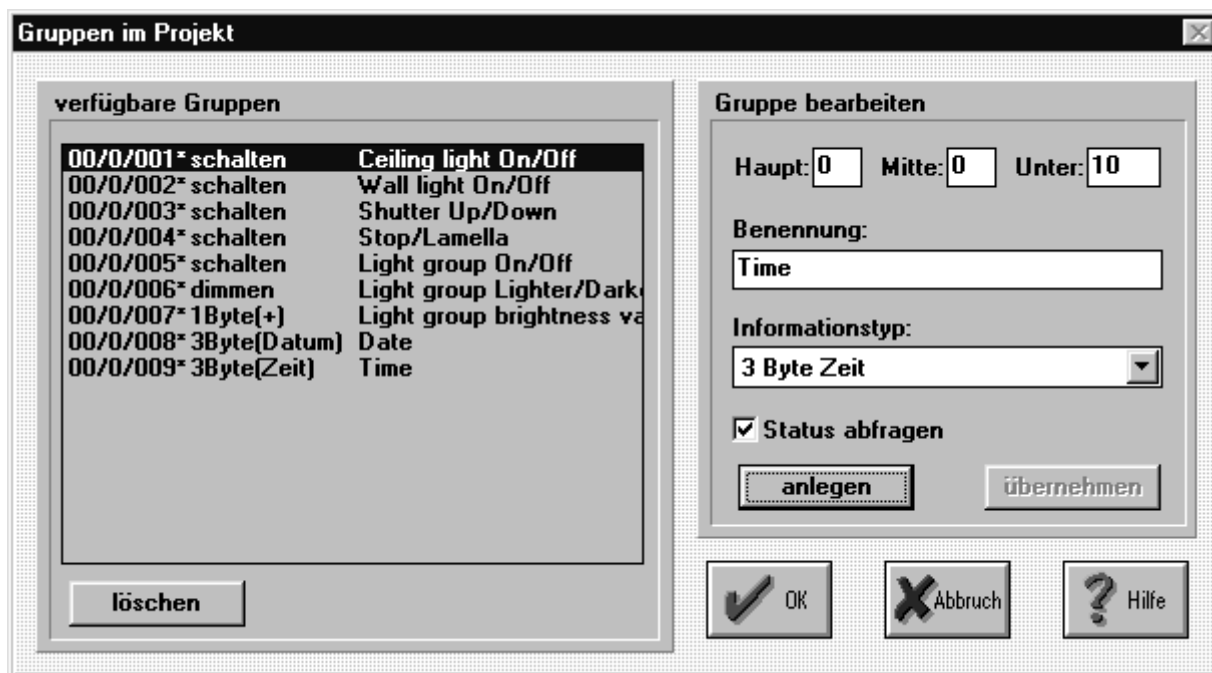 Gruppen im Projekt
verfügbare Gruppen
00/0/001* schalten Ceiling light On/Off
00/0/002* schalten Wall light On/Off
00/0/003* schalten Shutter Up/Down
00/0/004* schalten Stop/Lamella
00/0/005* schalten Light group On/Off
00/0/006* dimmen Light group Lighter/Darke
00/0/007* 1Byte(+) Light group brightness va
00/0/008* 3Byte(Datum) Date
00/0/009* 3Byte(Zeit) Time
löschen
Gruppe bearbeiten
Haupt: 0 Mitte: 0 Unter: 10
Benennung:
Time
Informationstyp:
3 Byte Zeit
Status abfragen
anlegen übernehmen
OK Abbruch Hilfe